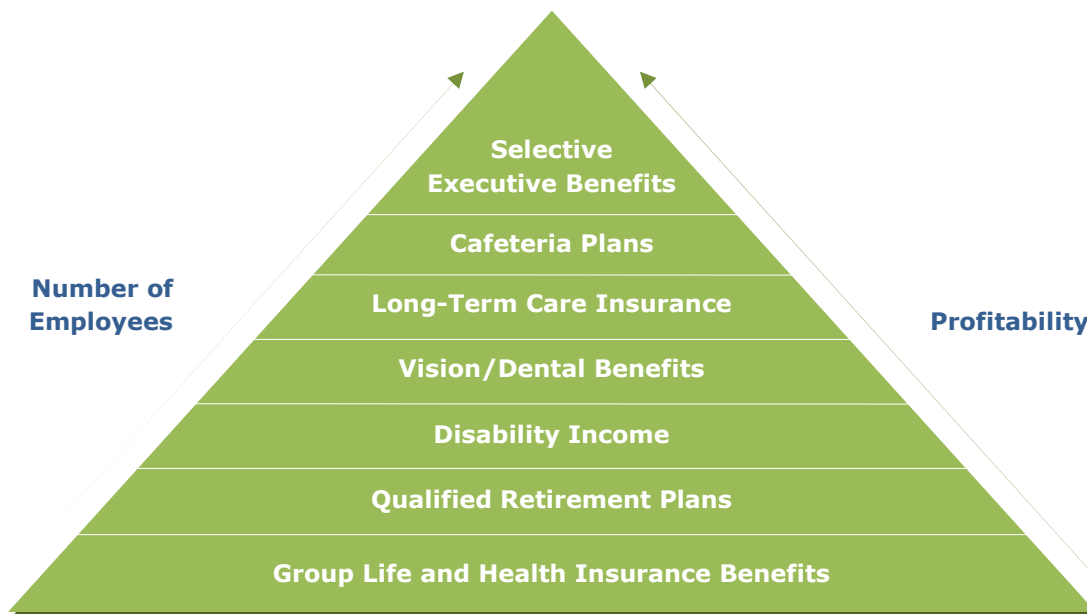 Selective
Executive Benefits
Cafeteria Plans
Number of
Employees
Long-Term Care Insurance
Profitability
Vision/Dental Benefits
Disability Income
Qualified Retirement Plans
Group Life and Health Insurance Benefits